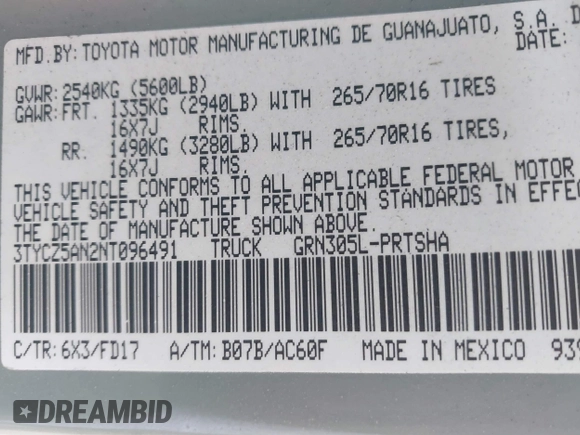 MFD.BY: TOYOTA MOTOR MANUFACTURING DE GUANAJUATO, S.A.
DATE:
GVWR: 2540KG (5600LB)
GAWR: FRT. 1335KG (2940LB) WITH 265/70R16 TIRES
16X7J RIMS.
RR. 1490KG (3280LB) WITH 265/70R16 TIRES,
16X7J RIMS.
THIS VEHICLE CONFORMS TO ALL APPLICABLE FEDERAL MOTOR
VEHICLE SAFETY AND THEFT PREVENTION STANDARDS IN EFFEC
THE DATE OF MANUFACTURE SHOWN ABOVE.
3TYCZ5AN2NT096491 TRUCK GRN305L-PRTSHA
C/TR: 6X3/FD17 A/TM: B07B/AC60F MADE IN MEXICO 939
DREAMBID